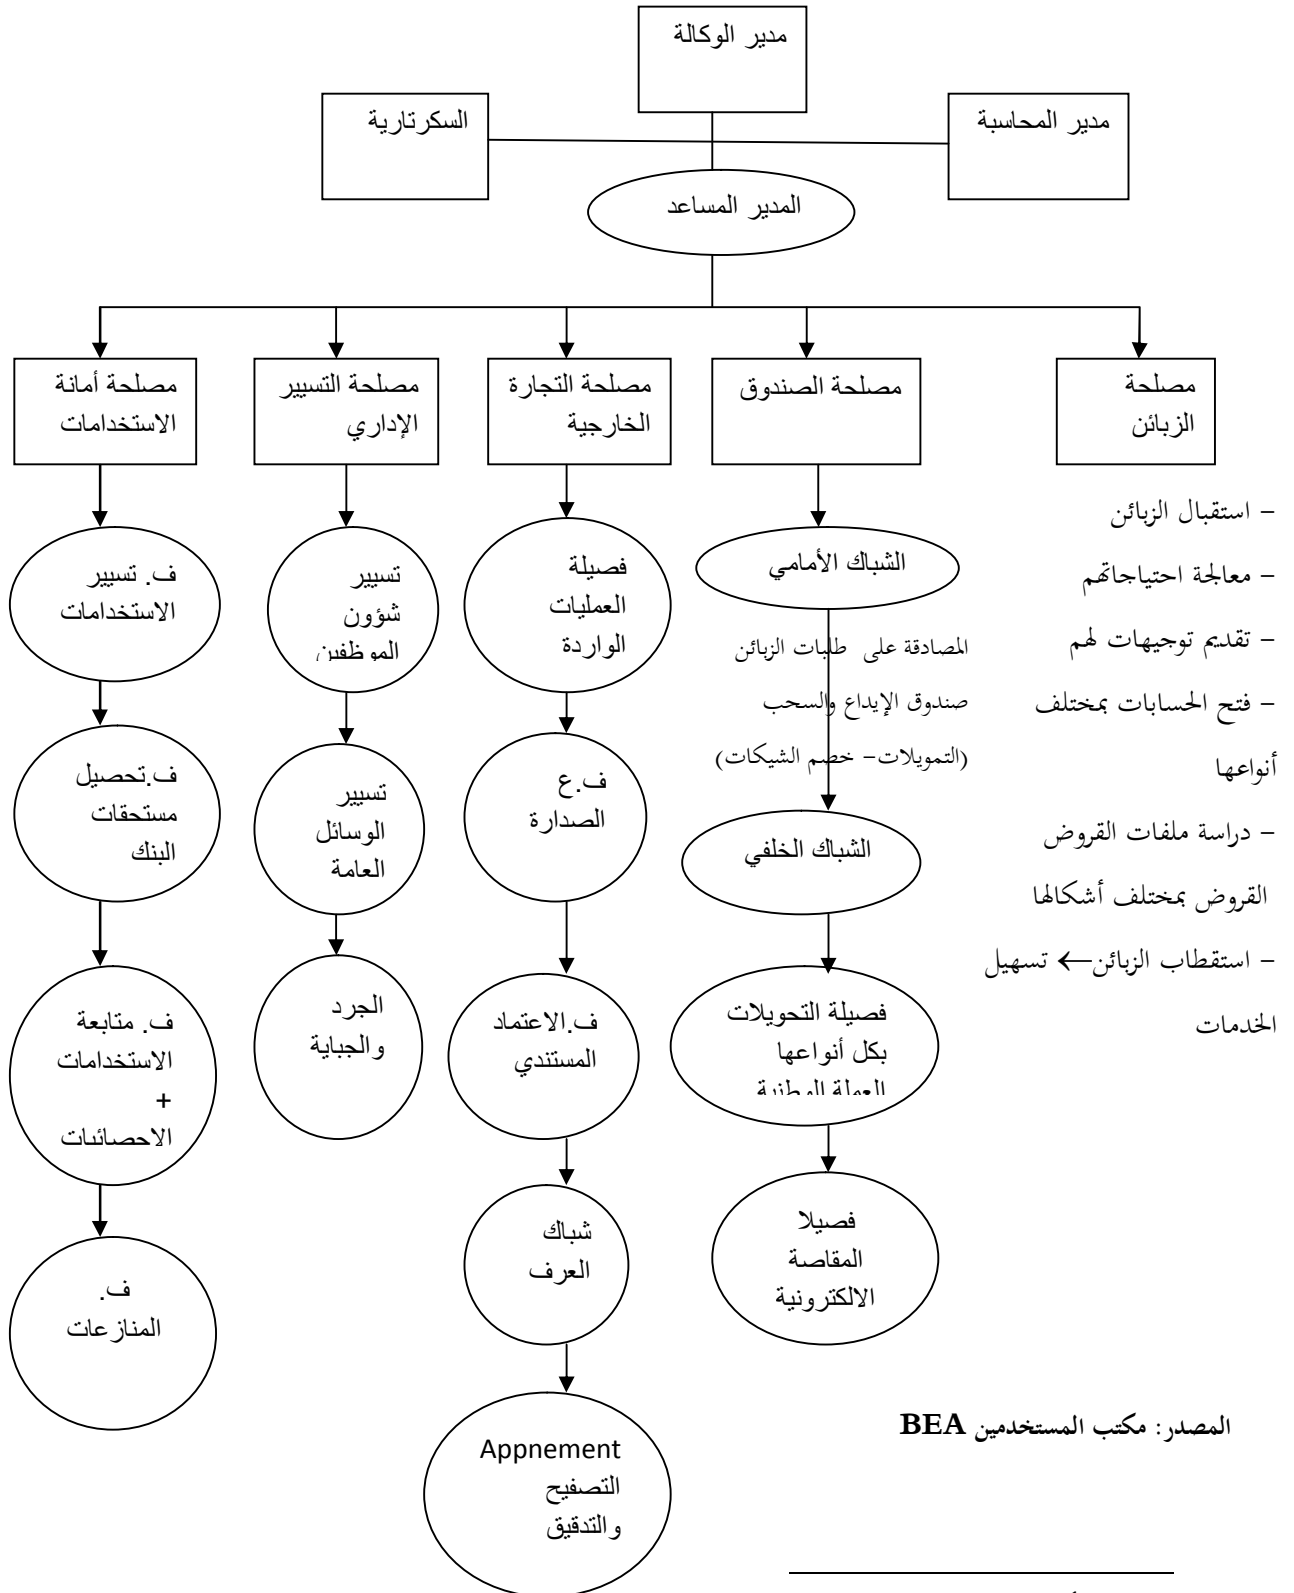 مدير الوكالة
مدير المحاسبة
السكرتارية
المدير المساعد
مصلحة
الزبائن
مصلحة الصندوق
مصلحة التجارة
الخارجية
مصلحة التسيير
الإداري
مصلحة أمانة
الاستخدامات
– استقبال الزبائن
– معالجة احتياجاتهم
– تقديم توجيهات لهم
– فتح الحسابات بمختلف
أنواعها
– دراسة ملفات القروض
القروض بمختلف أشكالها
– استقطاب الزبائن← تسهيل
الخدمات
الشباك الأمامي
المصادقة على طلبات الزبائن
صندوق الإيداع والسحب
(التمويلات– خصم الشيكات)
الشباك الخلفي
فصيلة التحويلات
بكل أنواعها
العملة الوطنية
فصيلا
المقاصة
الالكترونية
فصيلة
العمليات
الواردة
ف.ع
الصدارة
ف.الاعتماد
المستندي
شباك
العرف
Appnement
التصفيح
والتدقيق
تسيير
شؤون
الموظفين
تسيير
الوسائل
العامة
الجرد
والجباية
ف. تسيير
الاستخدامات
ف.تحصيل
مستحقات
البنك
ف. متابعة
الاستخدامات
+
الاحصائيات
ف.
المنازعات
المصدر: مكتب المستخدمين BEA